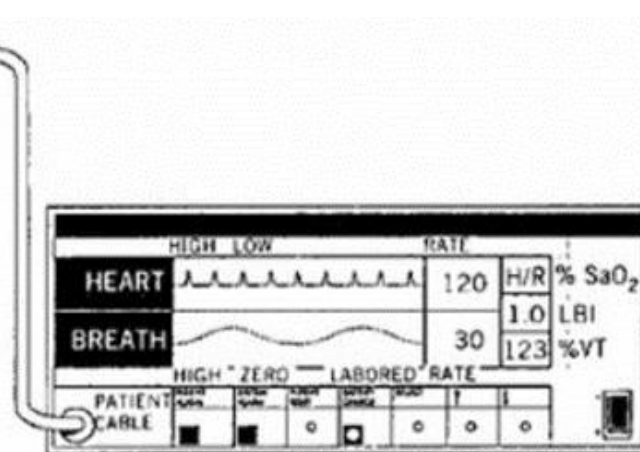 HIGH LOW RATE
HEART 120 H/R % SaO2
1.0 LBI
BREATH 30 123 %VT
HIGH ZERO LABORED RATE
PATIENT
CABLE